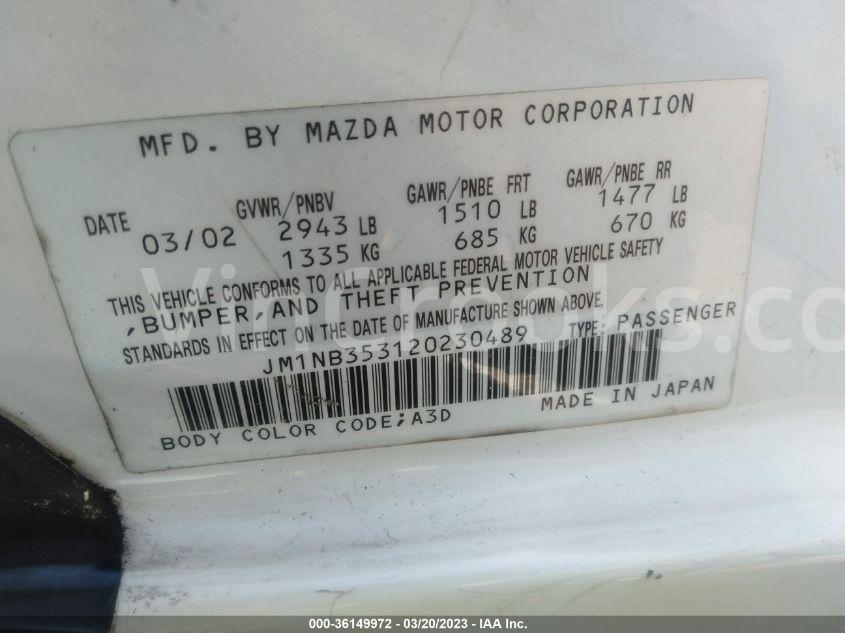 MFD. BY MAZDA MOTOR CORPORATION
DATE GVWR/PNBV GAWR/PNBE FRT GAWR/PNBE RR
03/02 2943 LB 1510 LB 1477 LB
1335 KG 685 KG 670 KG
THIS VEHICLE CONFORMS TO ALL APPLICABLE FEDERAL MOTOR VEHICLE SAFETY
,BUMPER,AND THEFT PREVENTION
STANDARDS IN EFFECT ON THE DATE OF MANUFACTURE SHOWN ABOVE.
JM1NB353120230489 TYPE: PASSENGER
BODY COLOR CODE;A3D MADE IN JAPAN
VinCracks.com
000-36149972 - 03/20/2023 - IAA Inc.